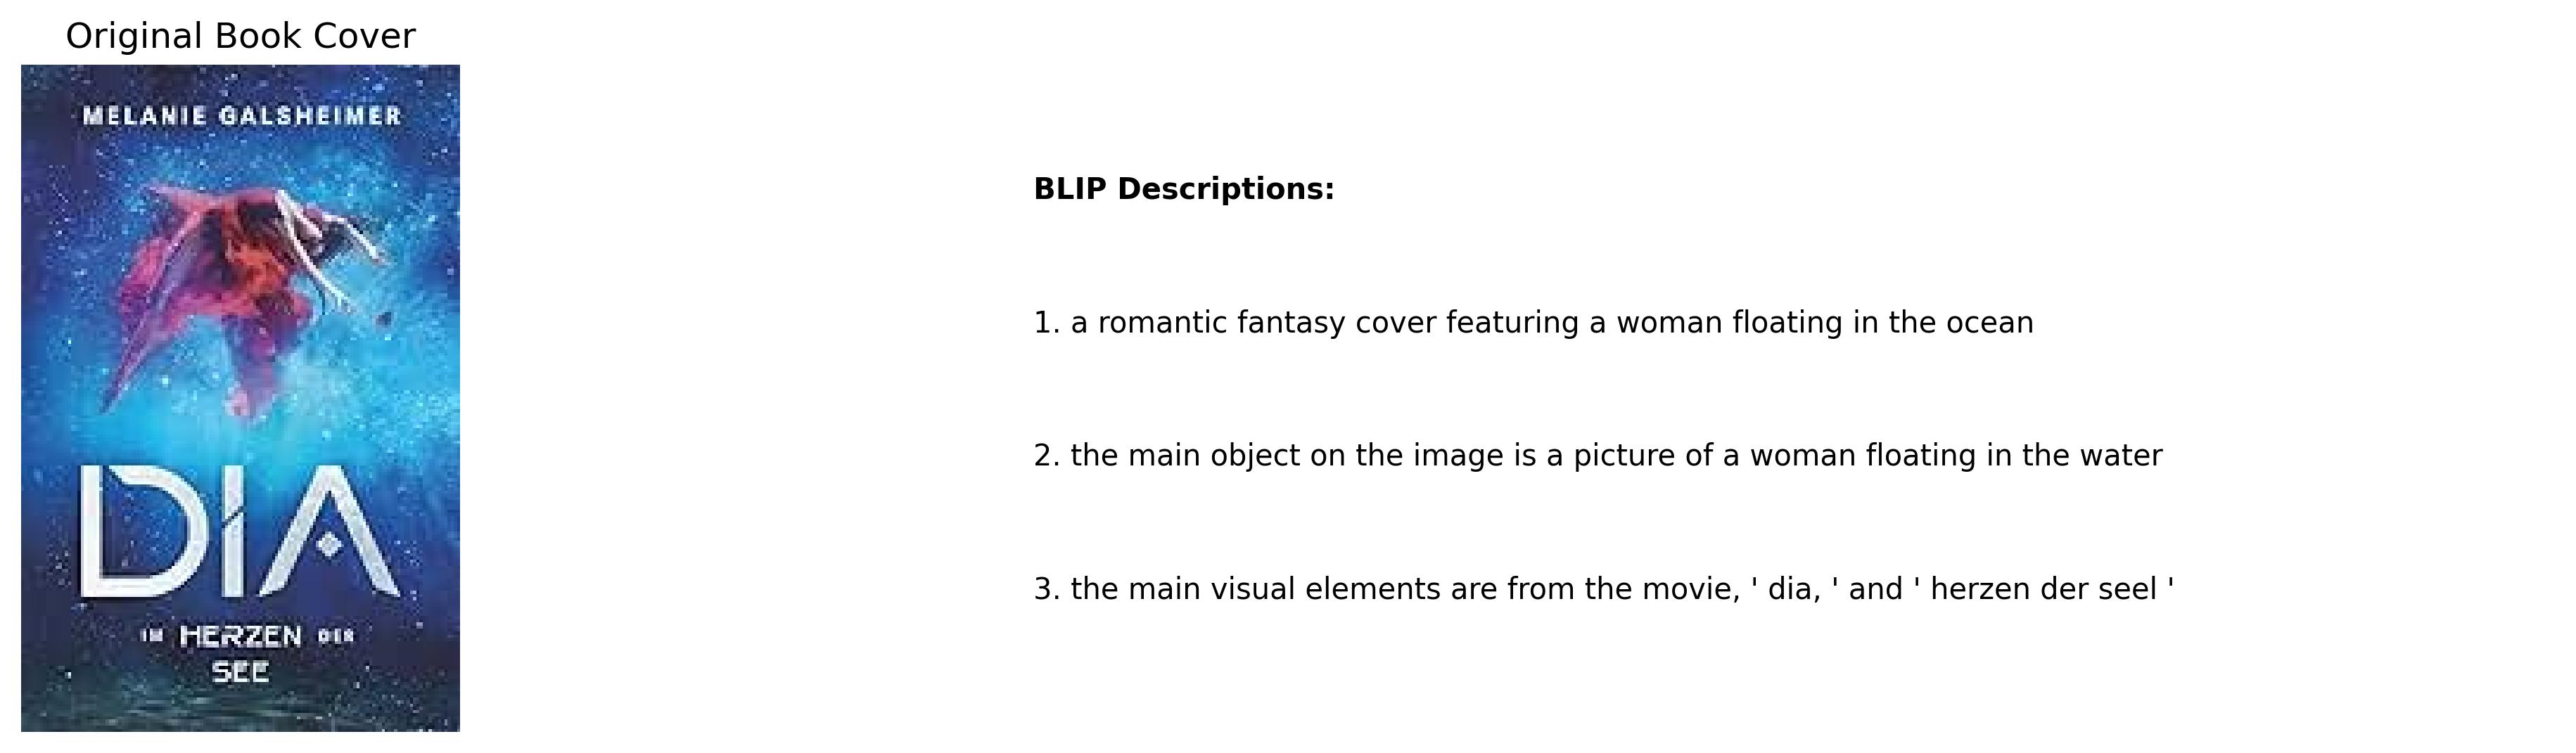 Original Book Cover
MELANIE GALSHEIMER
DIA
IM HERZEN DER
SEE
BLIP Descriptions:
1. a romantic fantasy cover featuring a woman floating in the ocean
2. the main object on the image is a picture of a woman floating in the water
3. the main visual elements are from the movie, ' dia, ' and ' herzen der seel '